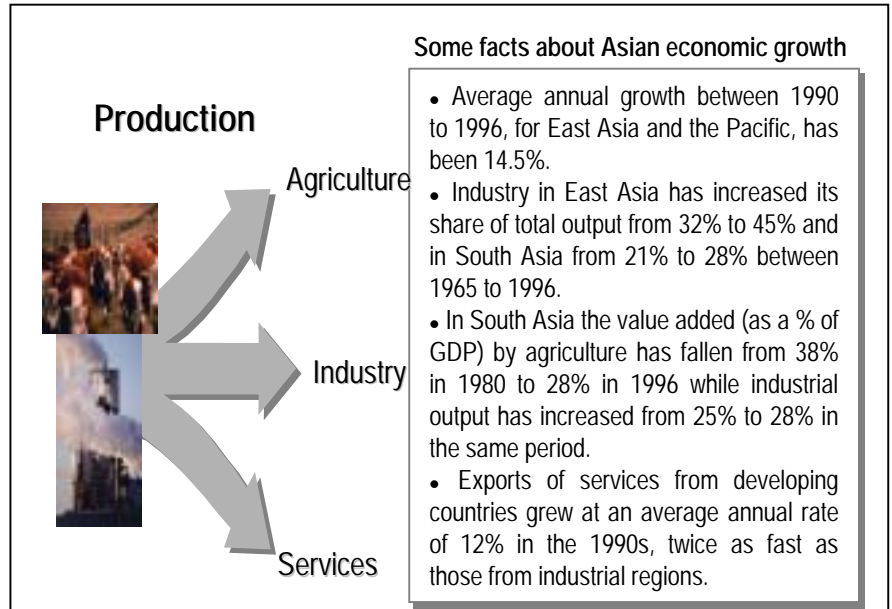 Some facts about Asian economic growth
Production
Agriculture
Industry
Services
● Average annual growth between 1990
to 1996, for East Asia and the Pacific, has
been 14.5%.
● Industry in East Asia has increased its
share of total output from 32% to 45% and
in South Asia from 21% to 28% between
1965 to 1996.
● In South Asia the value added (as a % of
GDP) by agriculture has fallen from 38%
in 1980 to 28% in 1996 while industrial
output has increased from 25% to 28% in
the same period.
● Exports of services from developing
countries grew at an average annual rate
of 12% in the 1990s, twice as fast as
those from industrial regions.